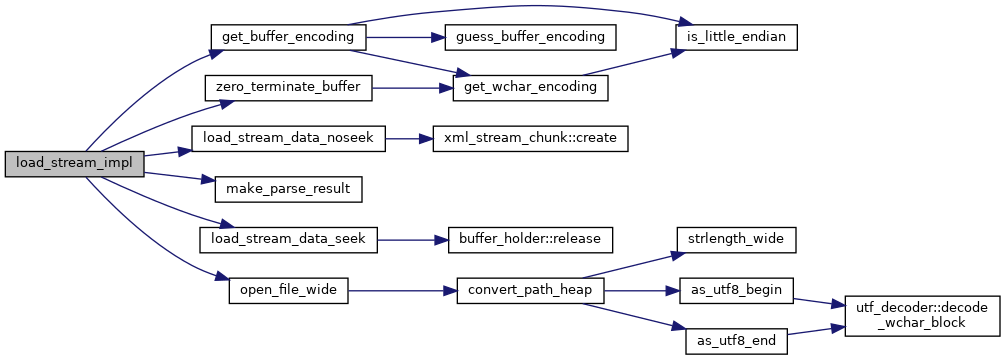 load_stream_impl
get_buffer_encoding
guess_buffer_encoding
is_little_endian
zero_terminate_buffer
get_wchar_encoding
load_stream_data_noseek
xml_stream_chunk::create
make_parse_result
load_stream_data_seek
buffer_holder::release
strlength_wide
open_file_wide
convert_path_heap
as_utf8_begin
as_utf8_end
utf_decoder::decode
_wchar_block